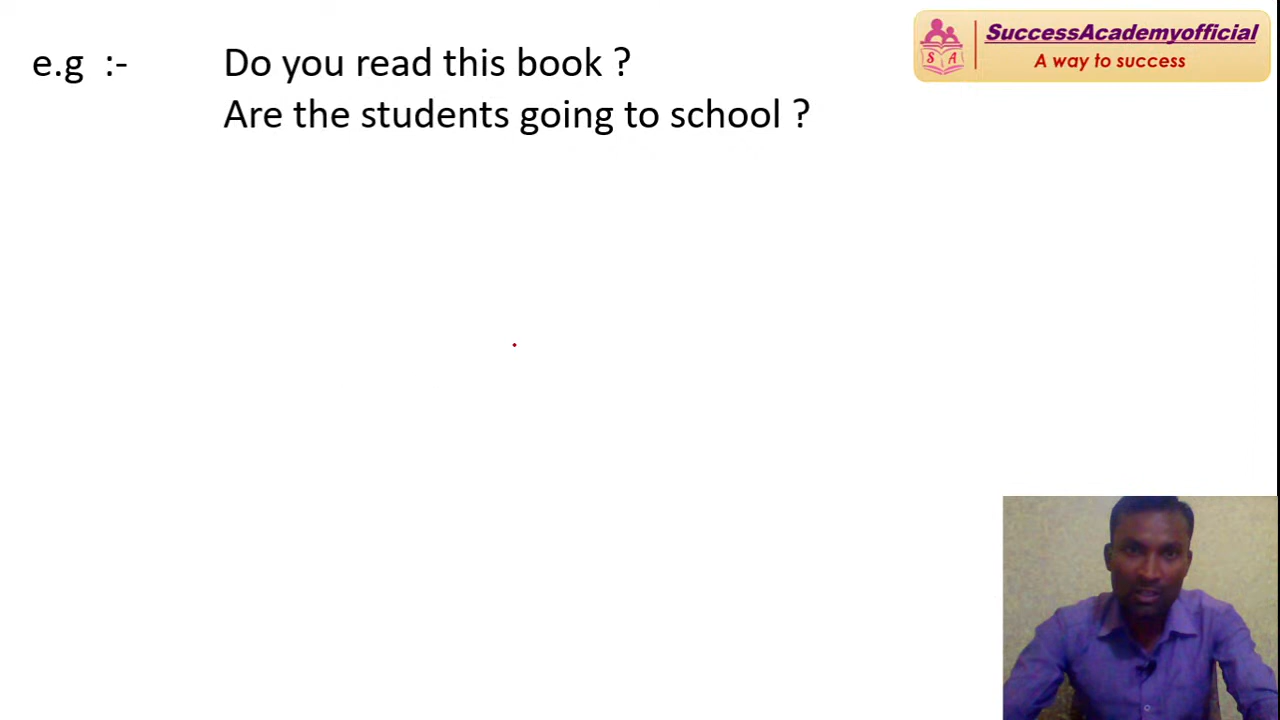 e.g :- Do you read this book ?
Are the students going to school ?
SuccessAcademyofficial
A way to success
S A